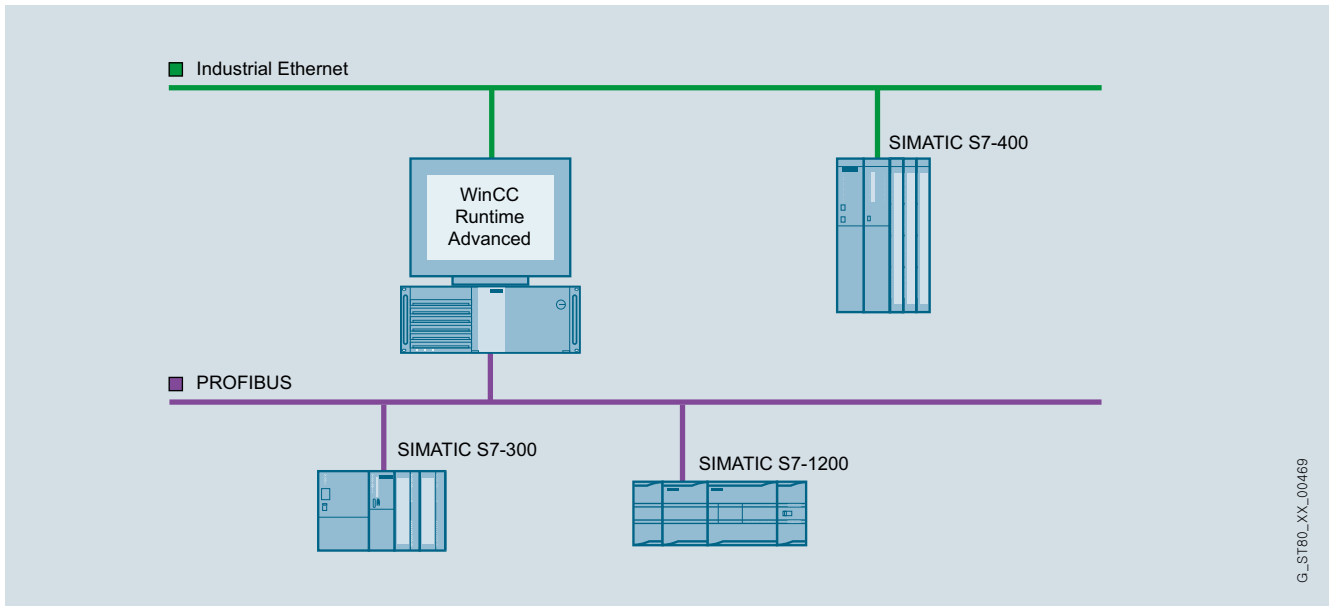 Industrial Ethernet
SIMATIC S7-400
WinCC
Runtime
Advanced
PROFIBUS
SIMATIC S7-300
SIMATIC S7-1200
G_ST80_XX_00469